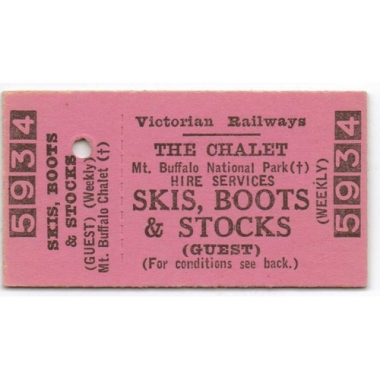 5934
SKIS, BOOTS
& STOCKS
(GUEST) (Weekly)
Mt. Buffalo Chalet (†)
Victorian Railways
THE CHALET
Mt. Buffalo National Park(†)
HIRE SERVICES
SKIS, BOOTS
& STOCKS
(GUEST)
(For conditions see back.)
(WEEKLY)
5934